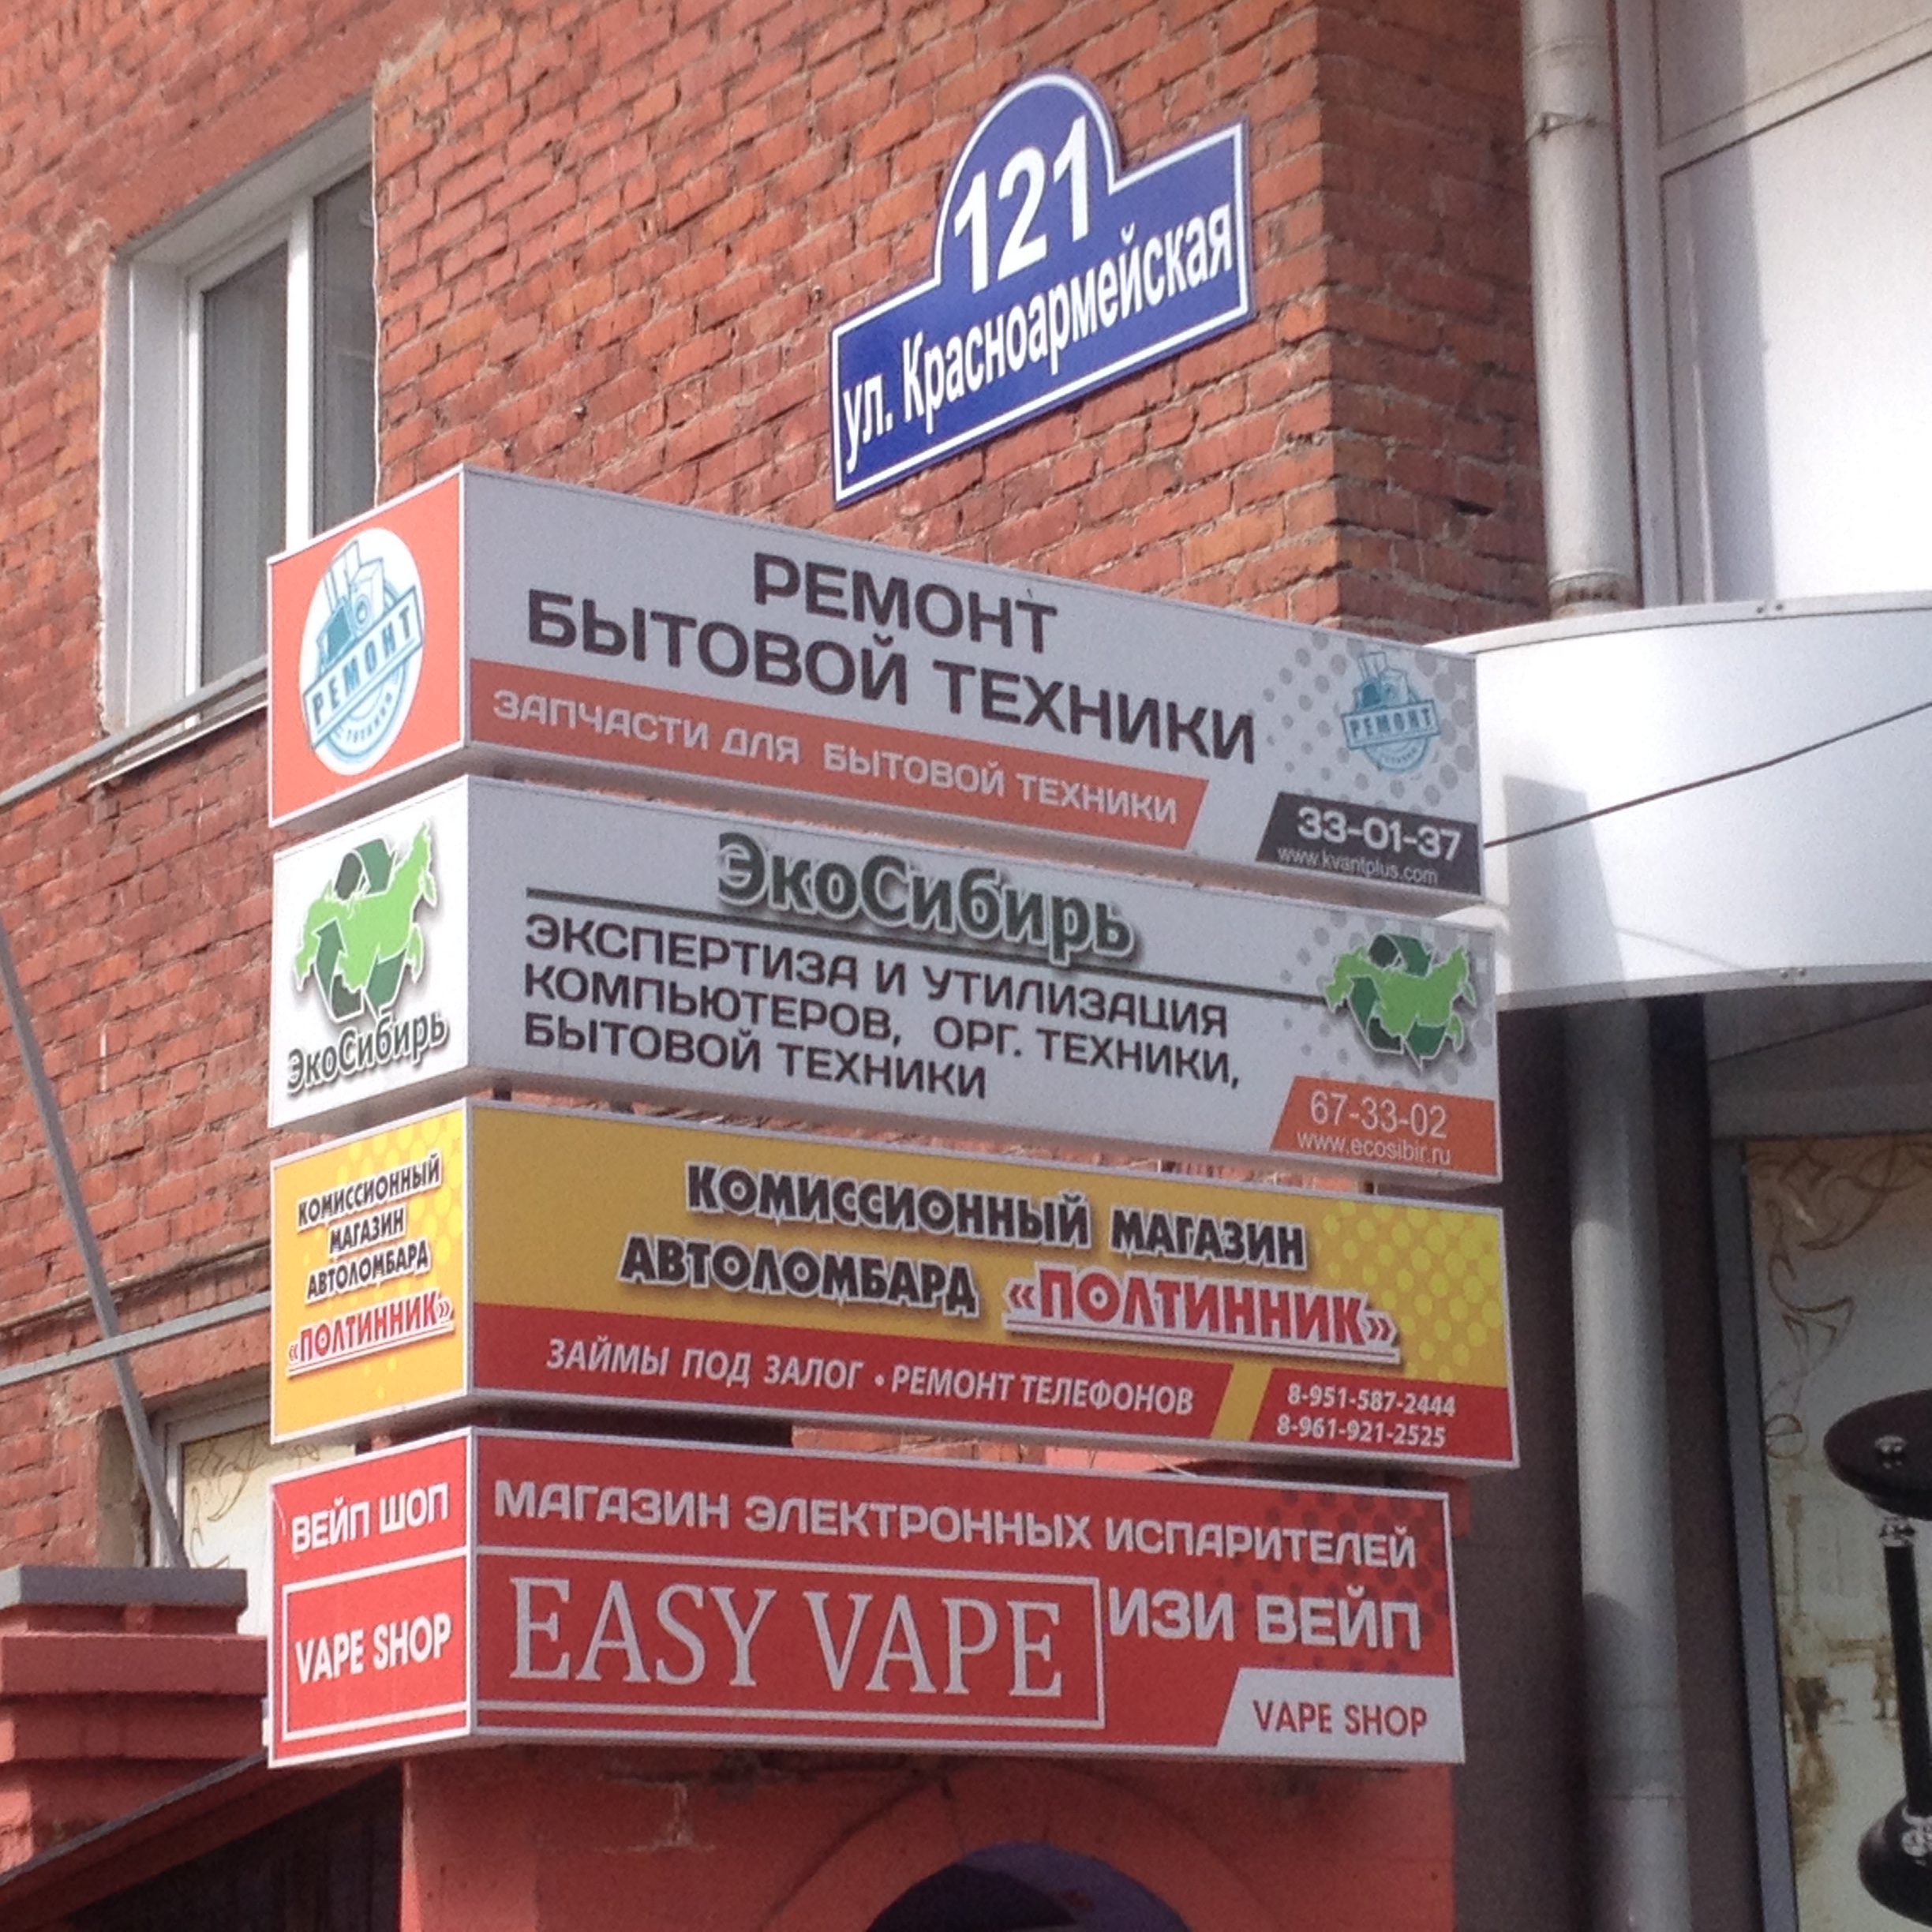 121
ул. Красноармейская
РЕМОНТ
РЕМОНТ
БЫТОВОЙ ТЕХНИКИ
ЗАПЧАСТИ ДЛЯ БЫТОВОЙ ТЕХНИКИ
РЕМОНТ
33-01-37
www.kvantplus.com
ЭкоСибирь
ЭкоСибирь
ЭКСПЕРТИЗА И УТИЛИЗАЦИЯ
КОМПЬЮТЕРОВ, ОРГ. ТЕХНИКИ,
БЫТОВОЙ ТЕХНИКИ
67-33-02
www.ecosibir.ru
КОМИССИОННЫЙ
МАГАЗИН
АВТОЛОМБАРД
«ПОЛТИННИК»
КОМИССИОННЫЙ МАГАЗИН
АВТОЛОМБАРД «ПОЛТИННИК»
ЗАЙМЫ ПОД ЗАЛОГ • РЕМОНТ ТЕЛЕФОНОВ
8-951-587-2444
8-961-921-2525
ВЕЙП ШОП
VAPE SHOP
МАГАЗИН ЭЛЕКТРОННЫХ ИСПАРИТЕЛЕЙ
EASY VAPE ИЗИ ВЕЙП
VAPE SHOP